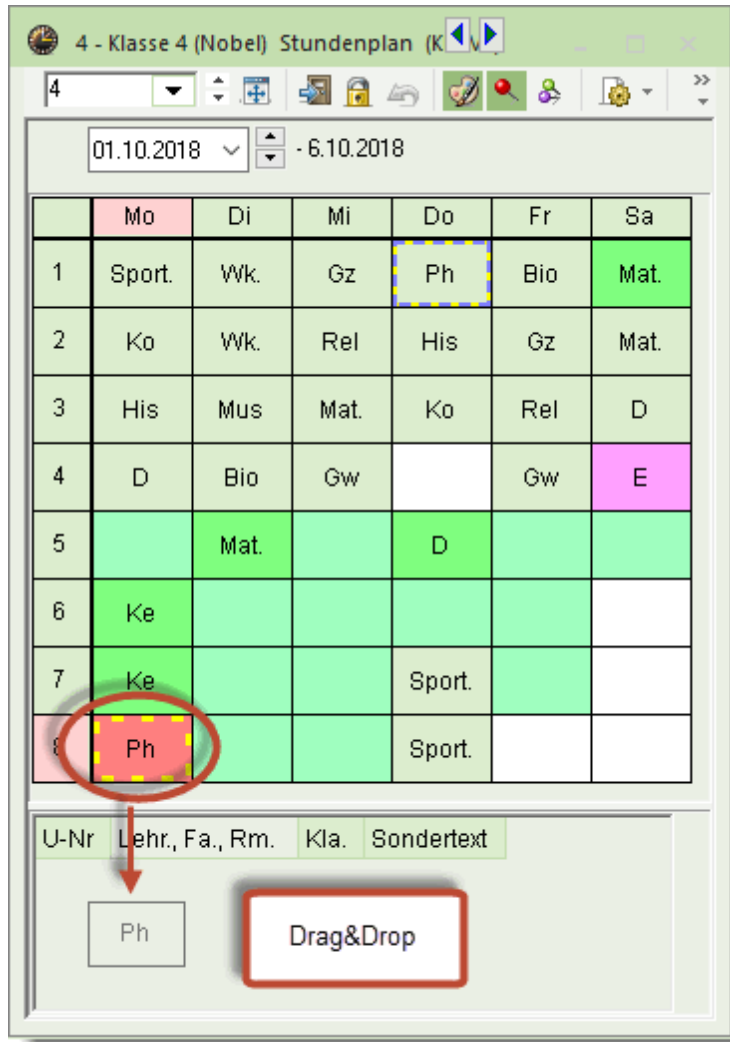 4 - Klasse 4 (Nobel) Stundenplan (K
4
01.10.2018 - 6.10.2018
Mo Di Mi Do Fr Sa
1 Sport. Wk. Gz Ph Bio Mat.
2 Ko Wk. Rel His Gz Mat.
3 His Mus Mat. Ko Rel D
4 D Bio Gw Gw E
5 Mat. D
6 Ke
7 Ke Sport.
8 Ph Sport.
U-Nr Lehr., Fa., Rm. Kla. Sondertext
Ph Drag&Drop